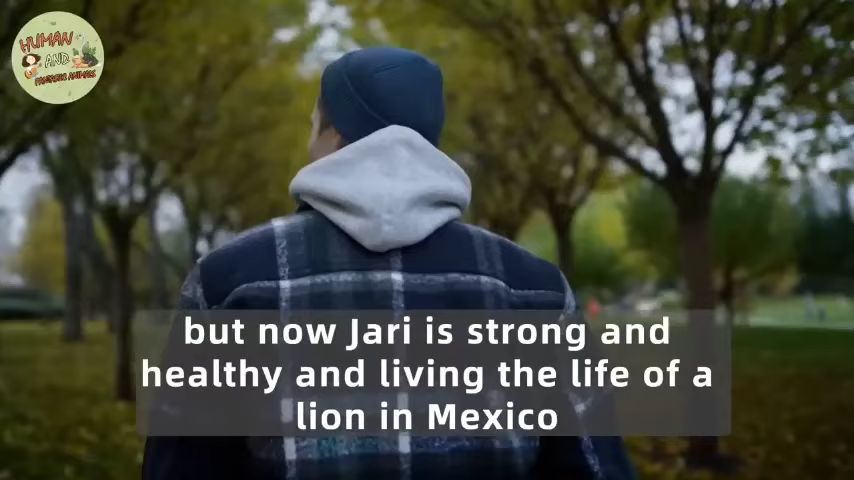 HUMAN
AND
but now Jari is strong and
healthy and living the life of a
lion in Mexico